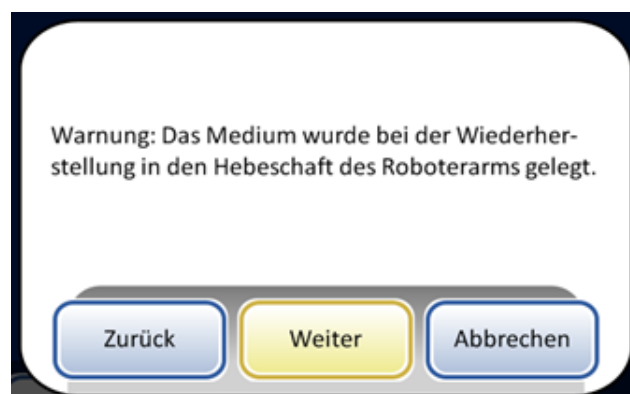 Warnung: Das Medium wurde bei der Wiederher-
stellung in den Hebeschaft des Roboterarms gelegt.
Zurück Weiter Abbrechen